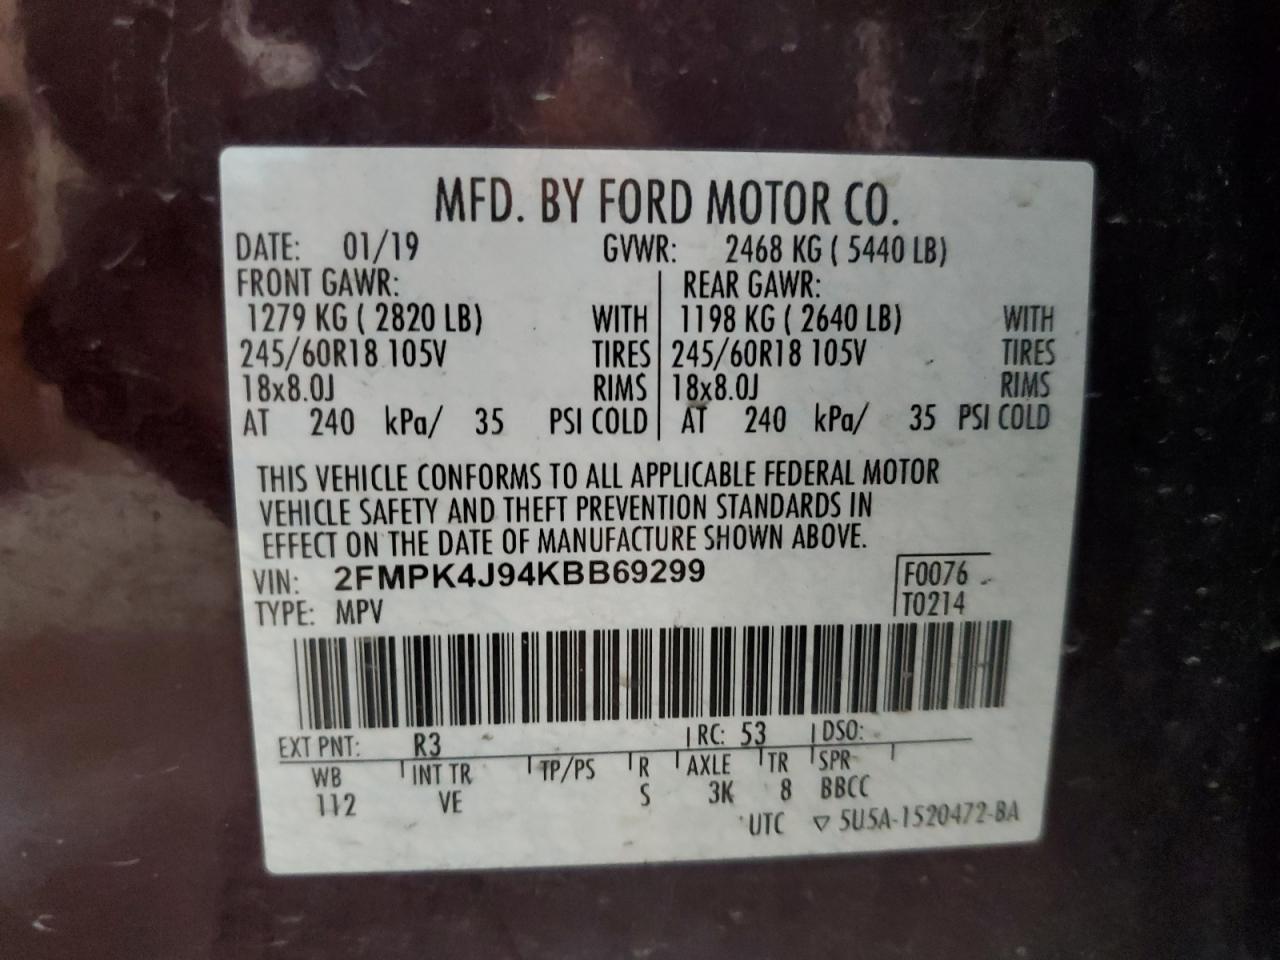 MFD. BY FORD MOTOR CO.
DATE: 01/19 GVWR: 2468 KG ( 5440 LB)
FRONT GAWR: REAR GAWR:
1279 KG ( 2820 LB) WITH 1198 KG ( 2640 LB) WITH
245/60R18 105V TIRES 245/60R18 105V TIRES
18x8.0J RIMS 18x8.0J RIMS
AT 240 kPa/ 35 PSI COLD AT 240 kPa/ 35 PSI COLD
THIS VEHICLE CONFORMS TO ALL APPLICABLE FEDERAL MOTOR
VEHICLE SAFETY AND THEFT PREVENTION STANDARDS IN
EFFECT ON THE DATE OF MANUFACTURE SHOWN ABOVE.
VIN: 2FMPK4J94KBB69299 F0076
TYPE: MPV T0214
EXT PNT: R3 RC: 53 DSO:
WB INT TR TP/PS R AXLE TR SPR
112 VE S 3K 8 BBCC
UTC ▽ 5U5A-1520472-BA